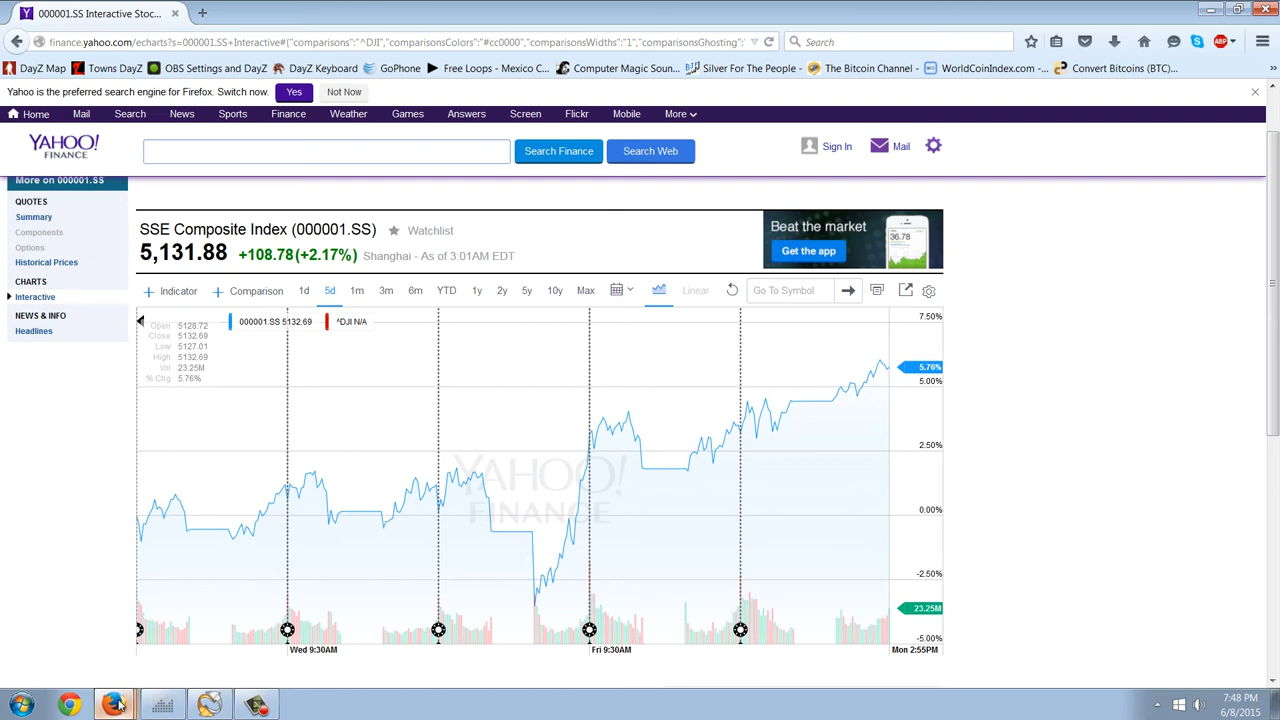 000001.SS Interactive Stoc...
finance.yahoo.com/echarts?s=000001.SS+Interactive#{"comparisons":"^DJI","comparisonsColors":"#cc0000","comparisonsWidths":"1","comparisonsGhosting":"
Search
DayZ Map
Towns DayZ
OBS Settings and DayZ
DayZ Keyboard
GoPhone
Free Loops - Mexico C...
Computer Magic Soun...
Silver For The People - ...
The Bitcoin Channel - ...
WorldCoinIndex.com -...
Convert Bitcoins (BTC)...
Yahoo is the preferred search engine for Firefox. Switch now.
Yes
Not Now
Home Mail Search News Sports Finance Weather Games Answers Screen Flickr Mobile More
YAHOO!
FINANCE
Search Finance
Search Web
Sign In
Mail
More on 000001.SS
QUOTES
Summary
Components
Options
Historical Prices
CHARTS
Interactive
NEWS & INFO
Headlines
SSE Composite Index (000001.SS)
Watchlist
5,131.88 +108.78(+2.17%) Shanghai - As of 3:01AM EDT
Beat the market
Get the app
36.78
Indicator
Comparison
1d 5d 1m 3m 6m YTD 1y 2y 5y 10y Max
Linear
Go To Symbol
Open 5128.72
Close 5132.69
Low 5127.01
High 5132.69
Vol 23.25M
% Chg 5.76%
000001.SS 5132.69
^DJI N/A
7.50%
5.76%
5.00%
2.50%
0.00%
-2.50%
23.25M
-5.00%
YAHOO!
FINANCE
Wed 9:30AM
Fri 9:30AM
Mon 2:55PM
7:48 PM
6/8/2015